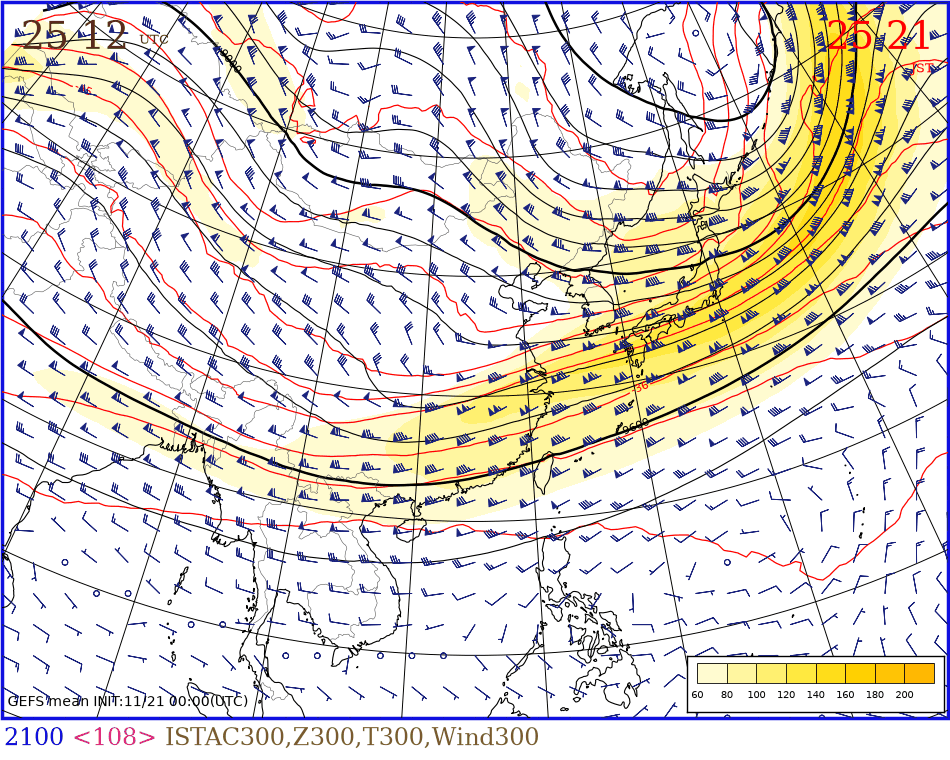 25 12 UTC
25 21
-36
GEFS mean INIT:11/21 00:00(UTC)
60 80 100 120 140 160 180 200
2100 <108> ISTAC300,Z300,T300,Wind300